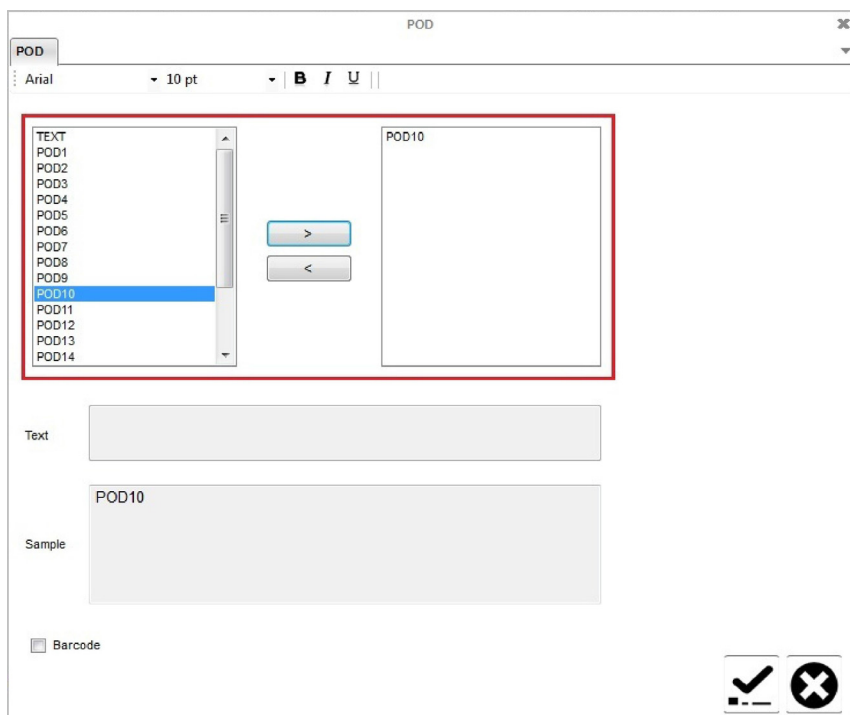 POD
POD
Arial 10 pt B I U
TEXT
POD1
POD2
POD3
POD4
POD5
POD6
POD7
POD8
POD9
POD10
POD11
POD12
POD13
POD14
>
<
POD10
Text
Sample
POD10
Barcode